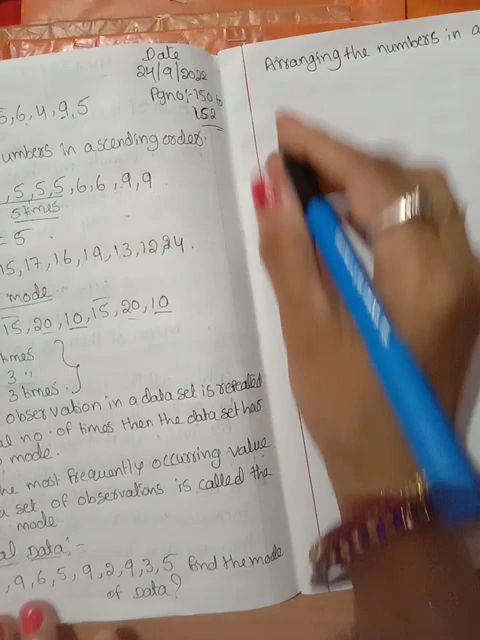 Date
24/9/2022
Pgno:-150 to
152
5,6,4,9,5
umbers in ascending order.
,5,5,5,6,6,9,9
5 times
= 5
15,17,16,19,13,12,24.
mode
15,20,10,15,20,10
times
3 "
3 times.
observation in a data set is repeated
al no. of times then the data set has
mode.
he most frequently occurring value
a set of observations is called the
mode
al Data:-
,9,6,5,9,2,9,3,5 find the mode
of Data?
Arranging the numbers in a